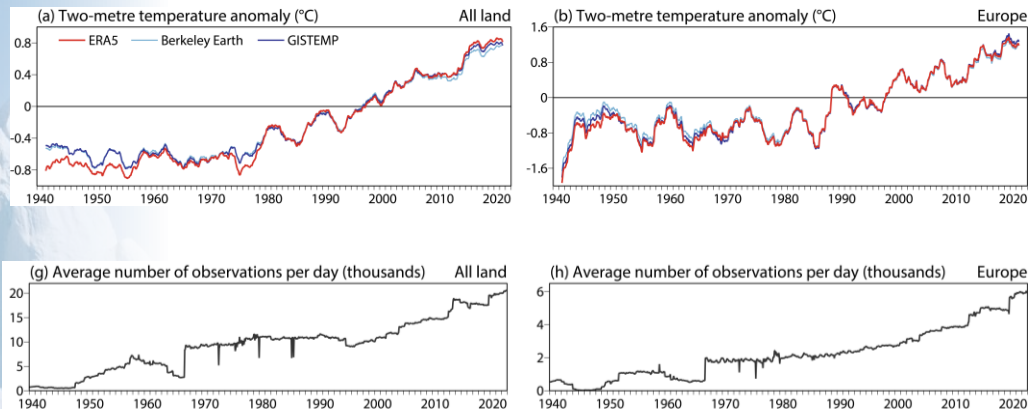 (a) Two-metre temperature anomaly (°C) All land
0.8
0.4
0
-0.4
-0.8
ERA5 Berkeley Earth GISTEMP
1940 1950 1960 1970 1980 1990 2000 2010 2020
(b) Two-metre temperature anomaly (°C) Europe
1.6
0.8
0
-0.8
-1.6
1940 1950 1960 1970 1980 1990 2000 2010 2020
(g) Average number of observations per day (thousands) All land
20
15
10
5
0
1940 1950 1960 1970 1980 1990 2000 2010 2020
(h) Average number of observations per day (thousands) Europe
6
4
2
0
1940 1950 1960 1970 1980 1990 2000 2010 2020